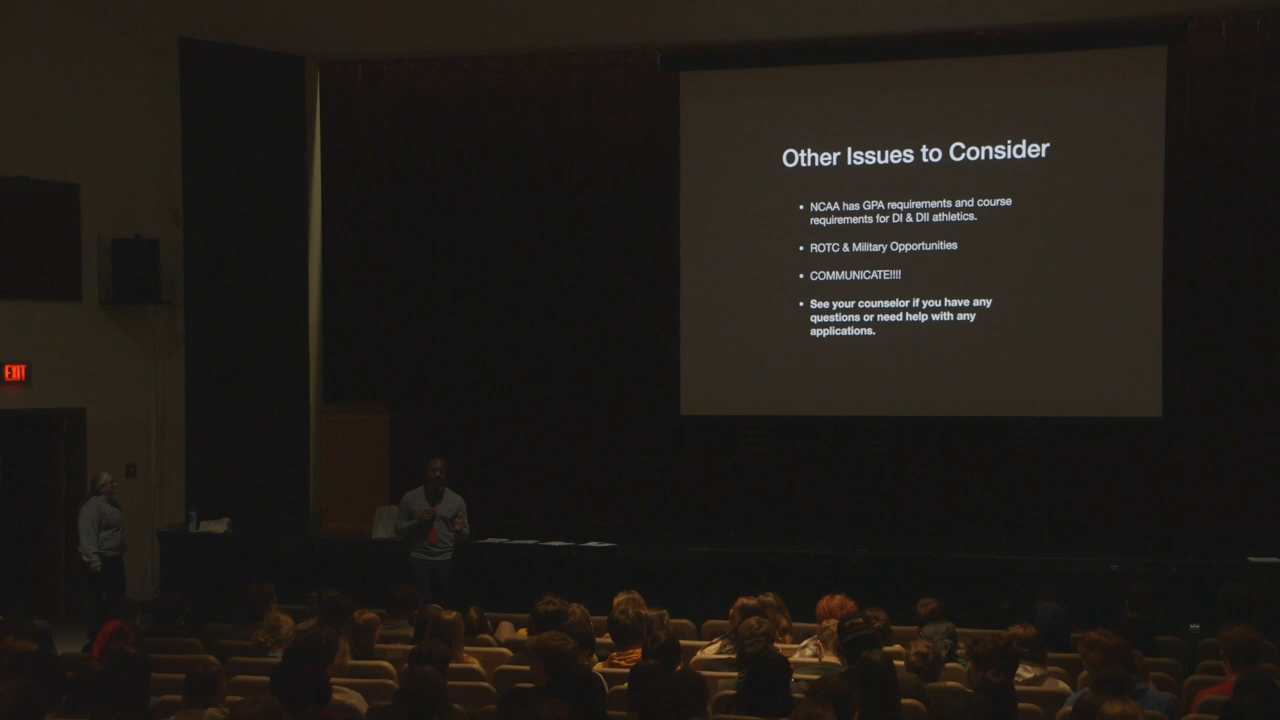 Other Issues to Consider
• NCAA has GPA requirements and course
requirements for DI & DII athletics.
• ROTC & Military Opportunities
• COMMUNICATE!!!!
• See your counselor if you have any
questions or need help with any
applications.
EXIT